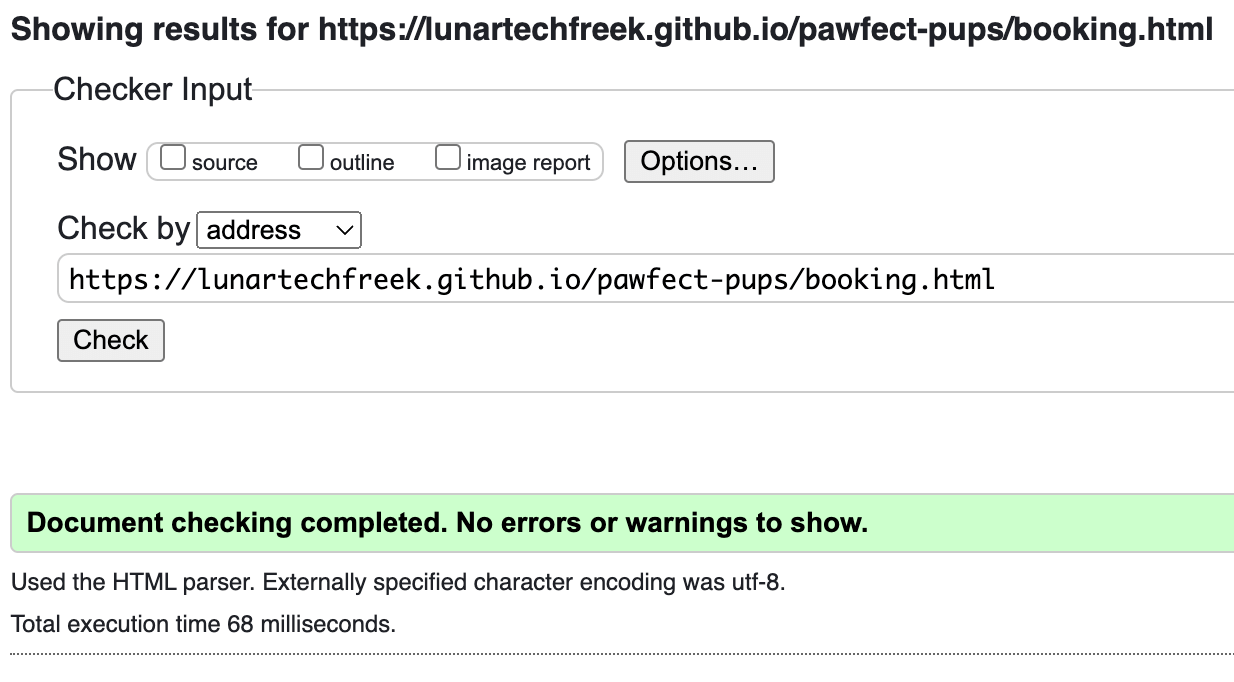 Showing results for https://lunartechfreek.github.io/pawfect-pups/booking.html
Checker Input
Show source outline image report Options…
Check by address
https://lunartechfreek.github.io/pawfect-pups/booking.html
Check
Document checking completed. No errors or warnings to show.
Used the HTML parser. Externally specified character encoding was utf-8.
Total execution time 68 milliseconds.